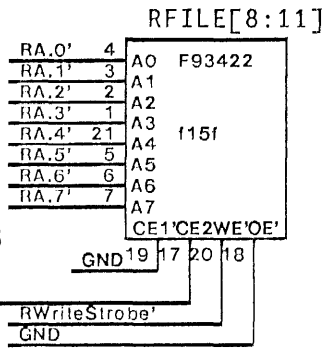 RFILE[8:11]
RA.0' 4 A0 F93422
RA.1' 3 A1
RA.2' 2 A2
RA.3' 1 A3
RA.4' 21 A4 f15f
RA.5' 5 A5
RA.6' 6 A6
RA.7' 7 A7
CE1'CE2WE'OE'
GND 19 17 20 18
RWriteStrobe'
GND